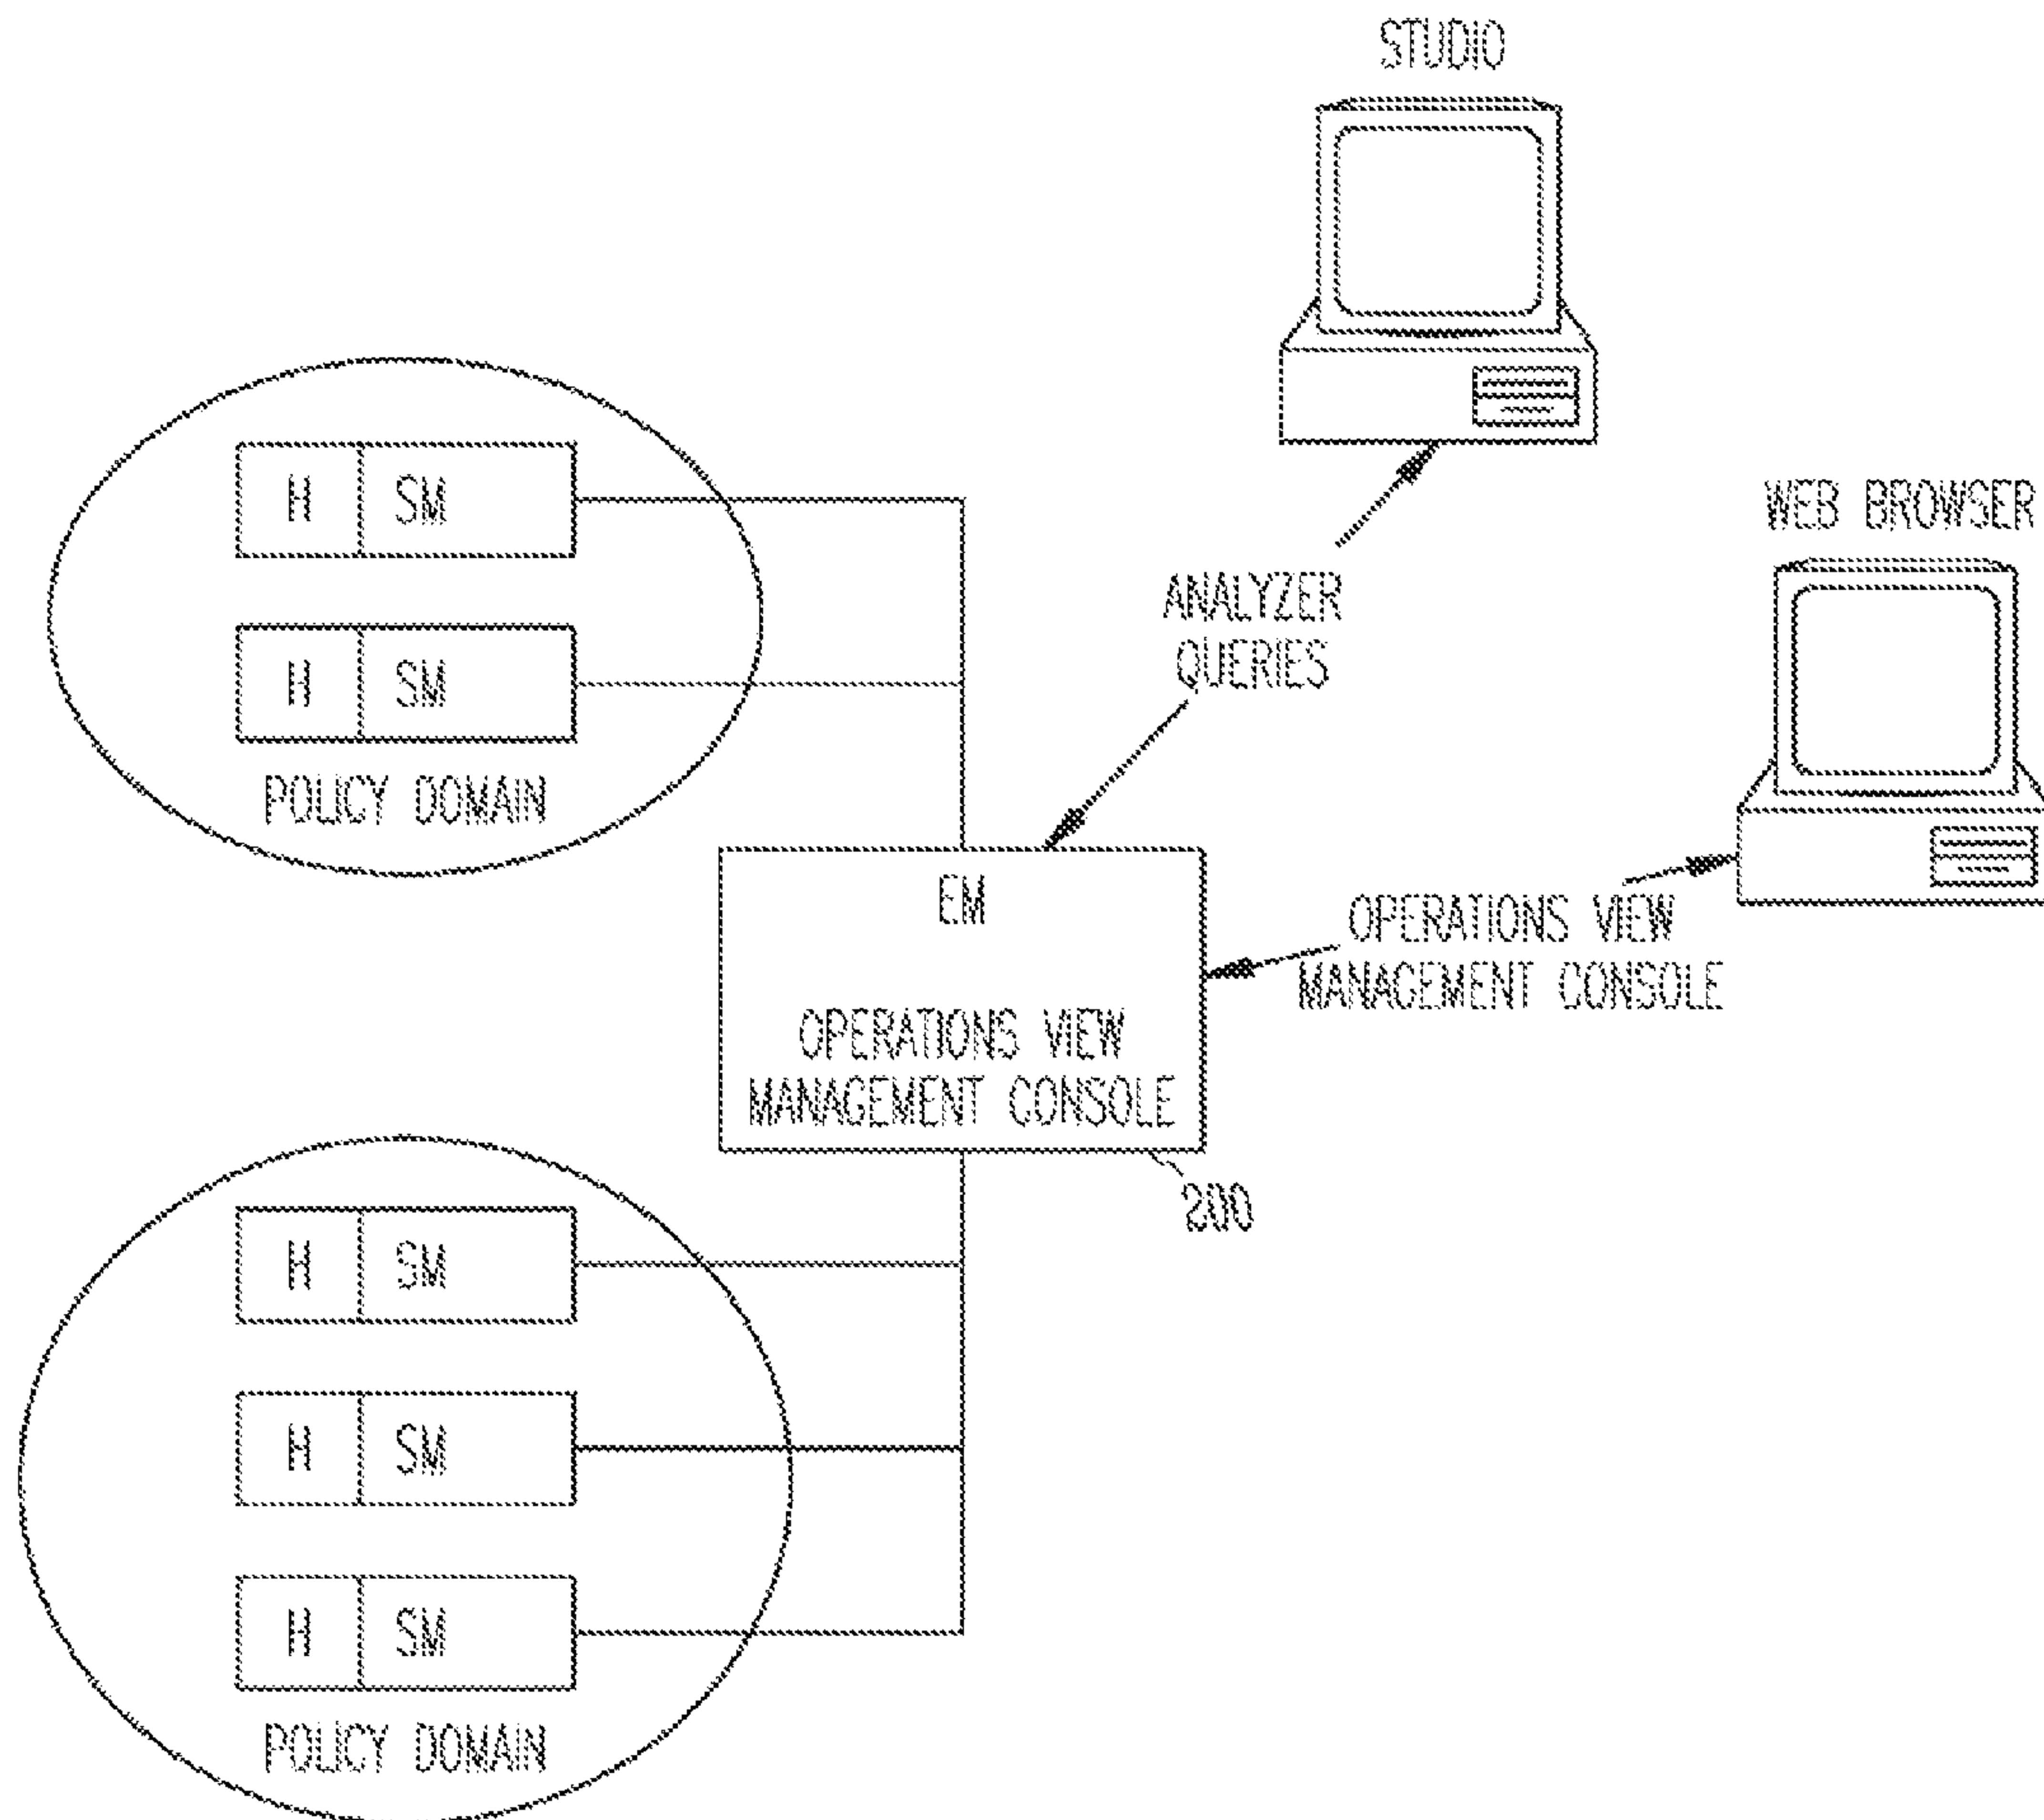 STUDIO
WEB BROWSER
H SM
H SM
POLICY DOMAIN
ANALYZER
QUERIES
EM
OPERATIONS VIEW
MANAGEMENT CONSOLE
OPERATIONS VIEW
MANAGEMENT CONSOLE
200
H SM
H SM
H SM
POLICY DOMAIN